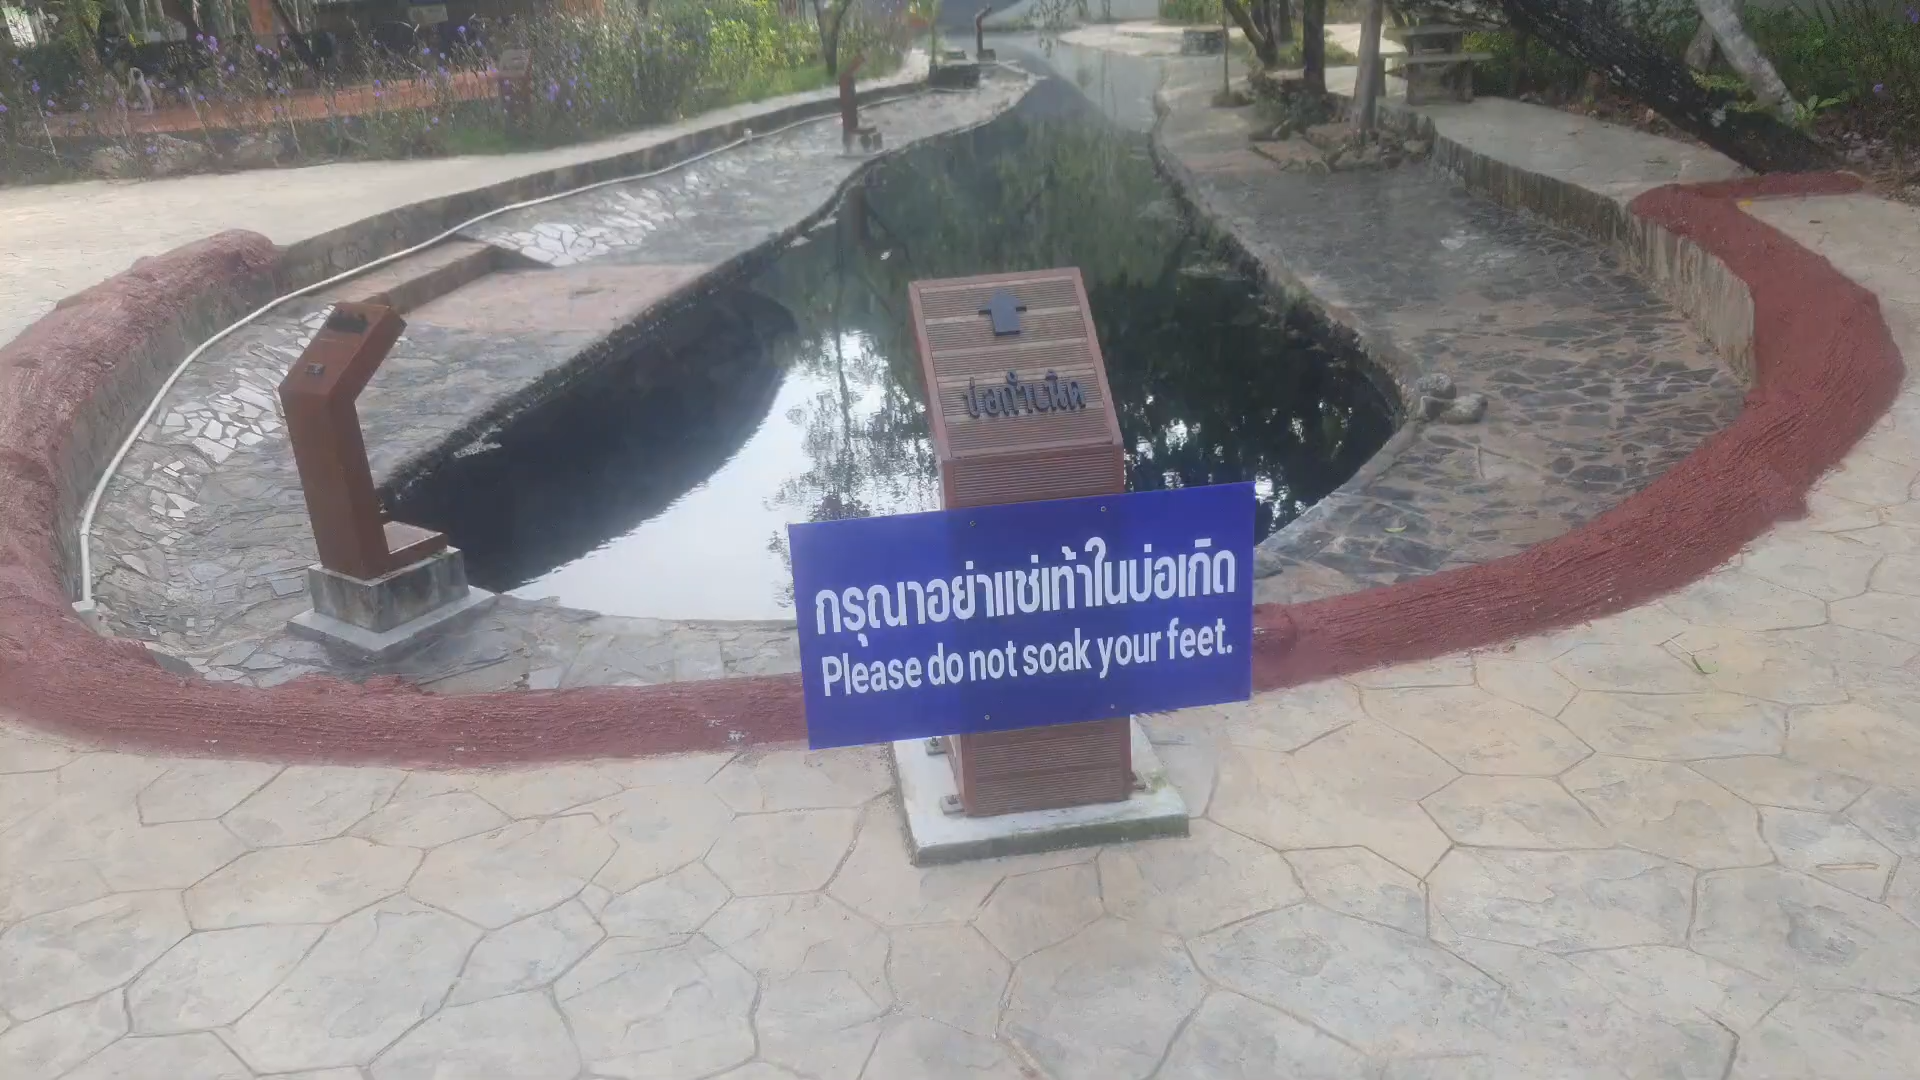 บ่อกำเนิด
กรุณาอย่าแช่เท้าในบ่อเกิด
Please do not soak your feet.